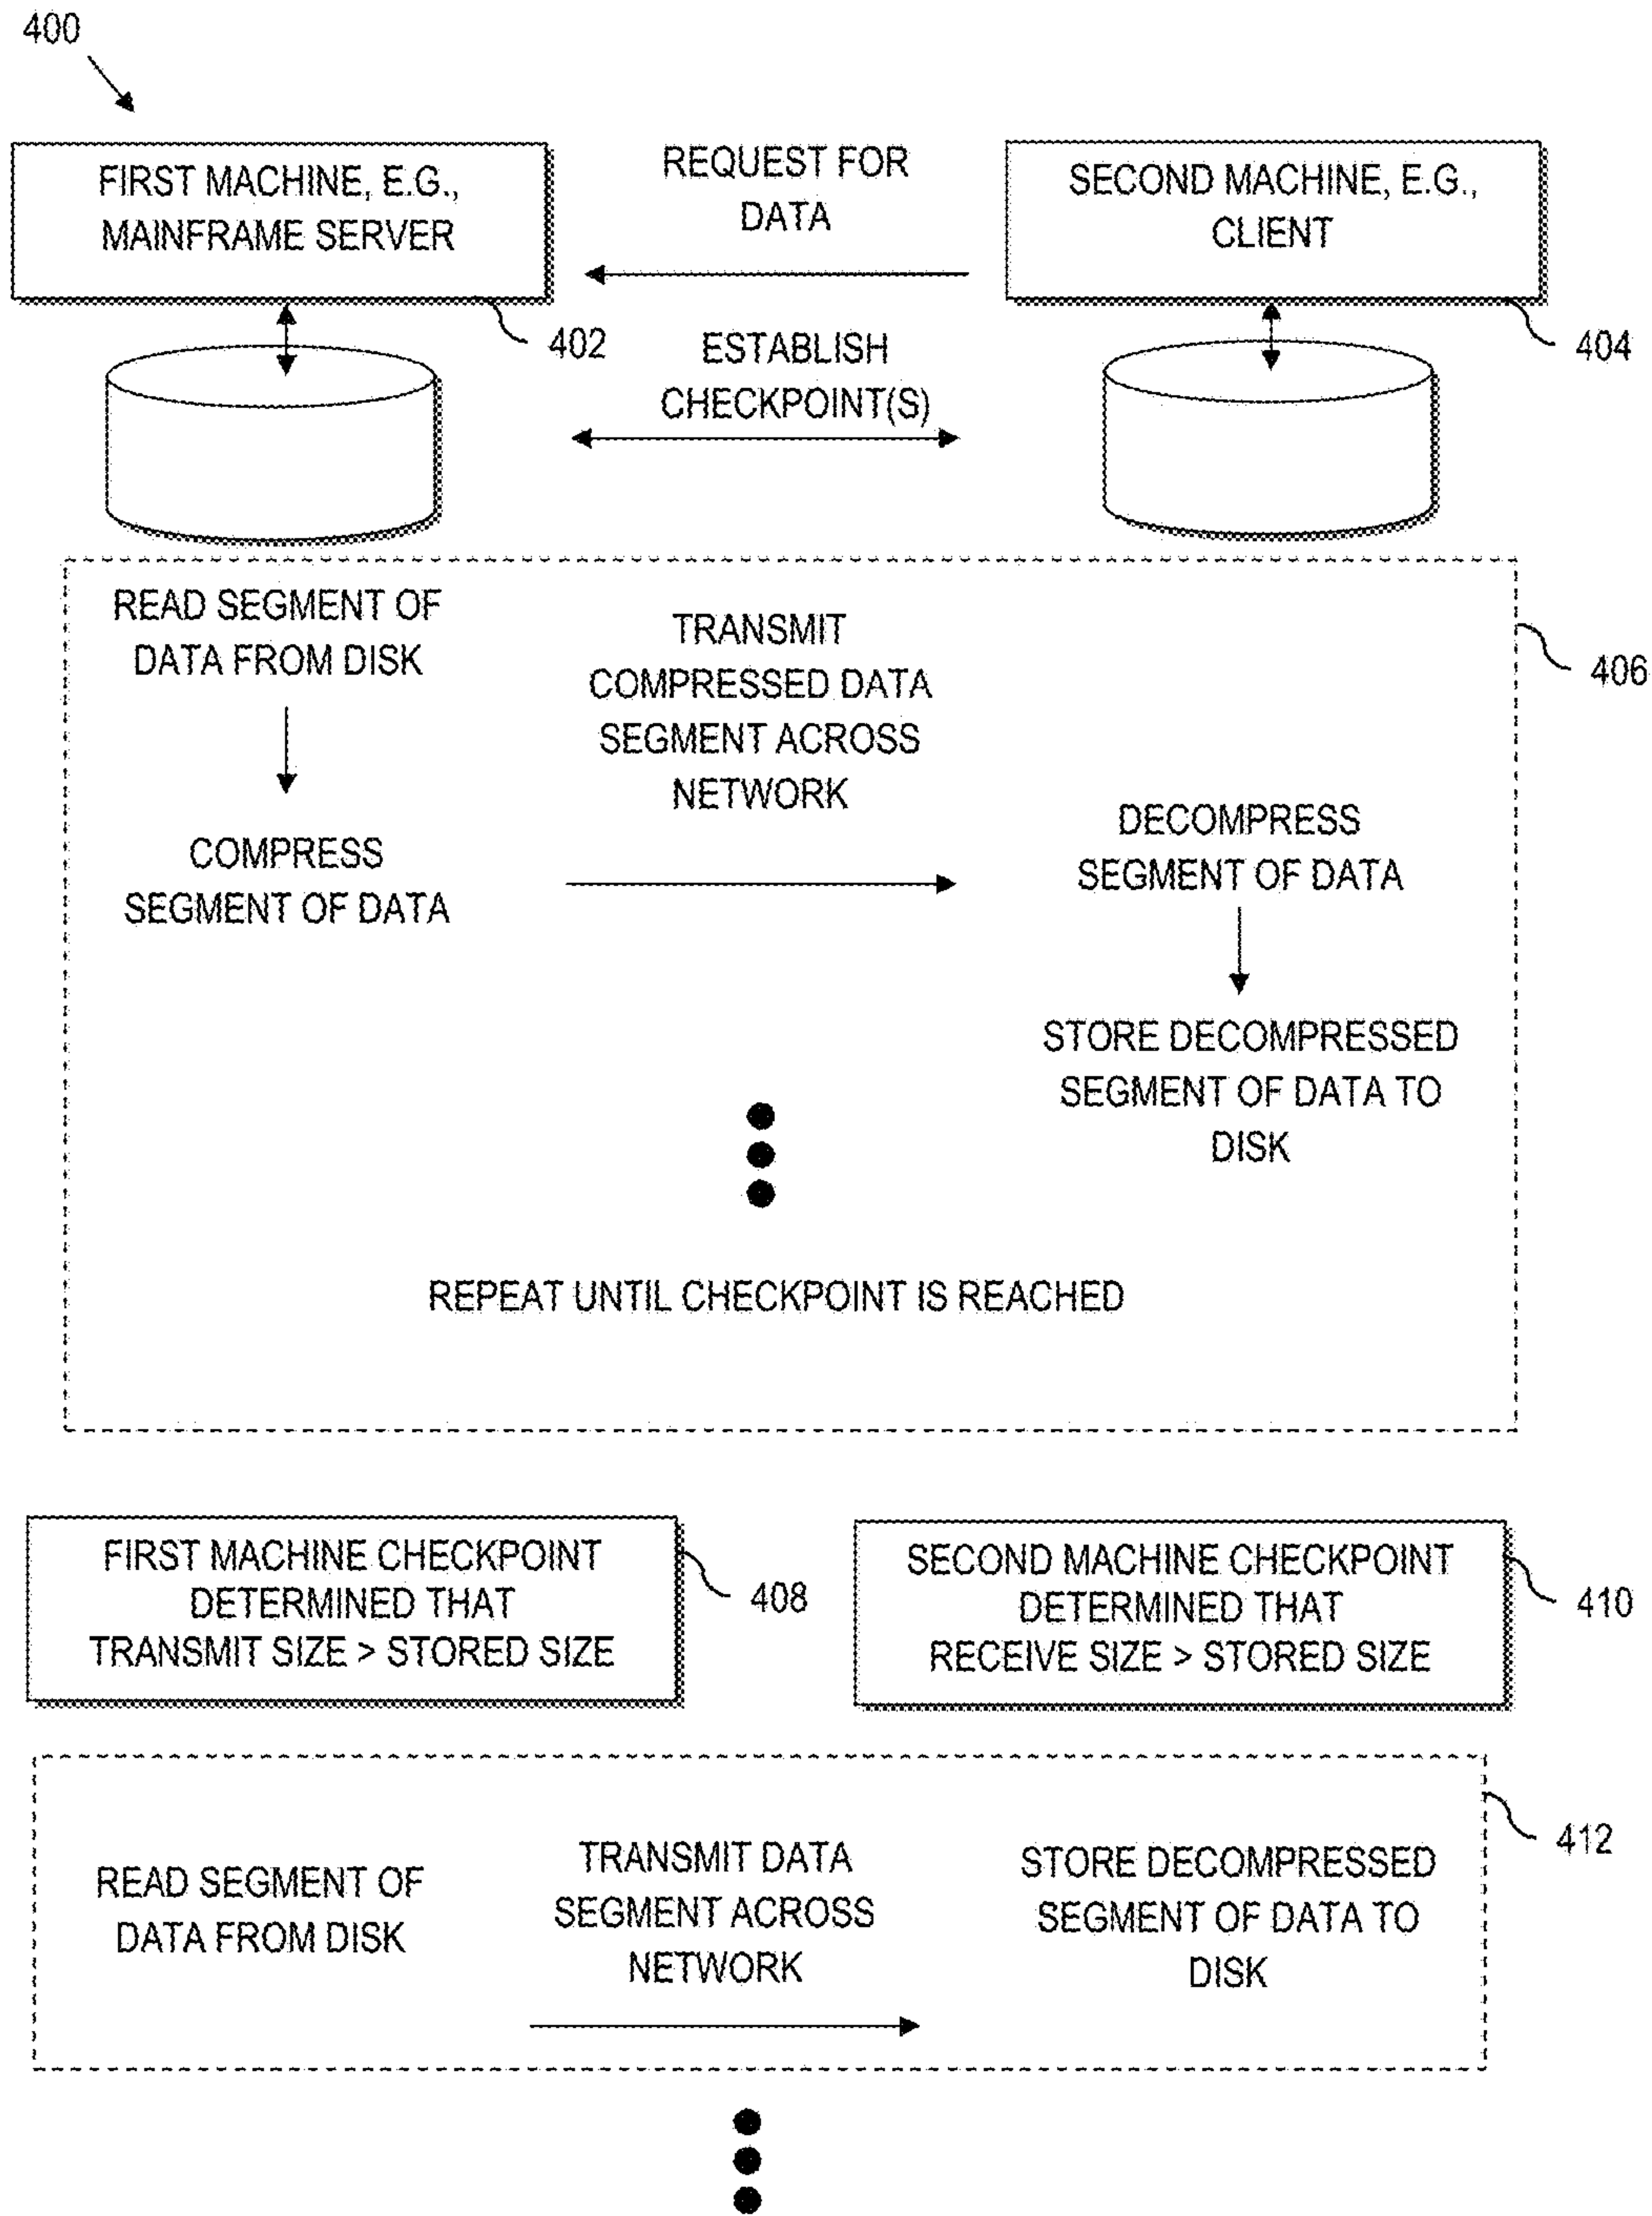 400
FIRST MACHINE, E.G.,
MAINFRAME SERVER
402
REQUEST FOR
DATA
SECOND MACHINE, E.G.,
CLIENT
404
ESTABLISH
CHECKPOINT(S)
READ SEGMENT OF
DATA FROM DISK
COMPRESS
SEGMENT OF DATA
TRANSMIT
COMPRESSED DATA
SEGMENT ACROSS
NETWORK
DECOMPRESS
SEGMENT OF DATA
STORE DECOMPRESSED
SEGMENT OF DATA TO
DISK
406
REPEAT UNTIL CHECKPOINT IS REACHED
FIRST MACHINE CHECKPOINT
DETERMINED THAT
TRANSMIT SIZE > STORED SIZE
408
SECOND MACHINE CHECKPOINT
DETERMINED THAT
RECEIVE SIZE > STORED SIZE
410
READ SEGMENT OF
DATA FROM DISK
TRANSMIT DATA
SEGMENT ACROSS
NETWORK
STORE DECOMPRESSED
SEGMENT OF DATA TO
DISK
412